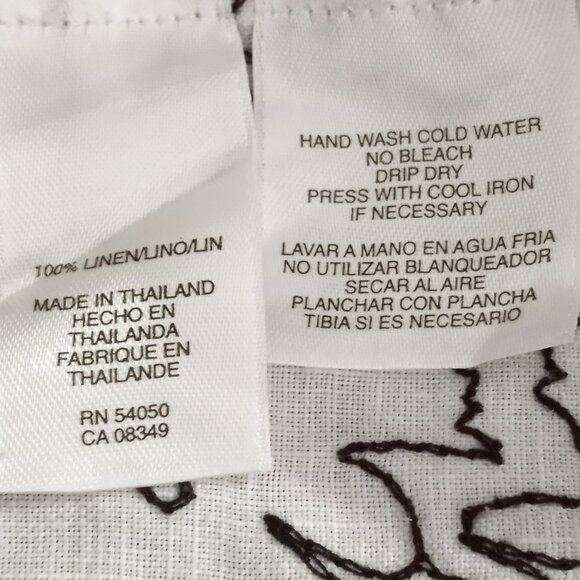 100% LINEN/LINO/LIN
MADE IN THAILAND
HECHO EN
THAILANDA
FABRIQUE EN
THAILANDE
RN 54050
CA 08349
HAND WASH COLD WATER
NO BLEACH
DRIP DRY
PRESS WITH COOL IRON
IF NECESSARY
LAVAR A MANO EN AGUA FRIA
NO UTILIZAR BLANQUEADOR
SECAR AL AIRE
PLANCHAR CON PLANCHA
TIBIA SI ES NECESARIO